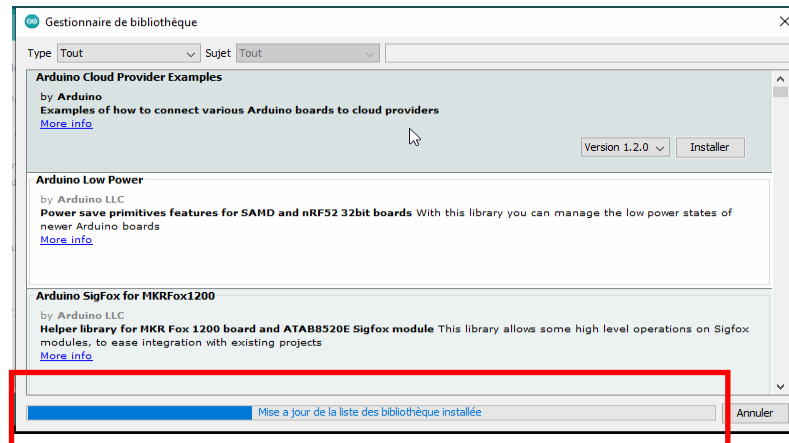 Gestionnaire de bibliothèque
Type Tout Sujet Tout
Arduino Cloud Provider Examples
by Arduino
Examples of how to connect various Arduino boards to cloud providers
More info
Version 1.2.0 Installer
Arduino Low Power
by Arduino LLC
Power save primitives features for SAMD and nRF52 32bit boards With this library you can manage the low power states of
newer Arduino boards
More info
Arduino SigFox for MKRFox1200
by Arduino LLC
Helper library for MKR Fox 1200 board and ATAB8520E Sigfox module This library allows some high level operations on Sigfox
modules, to ease integration with existing projects
More info
Mise a jour de la liste des bibliothèque installée
Annuler